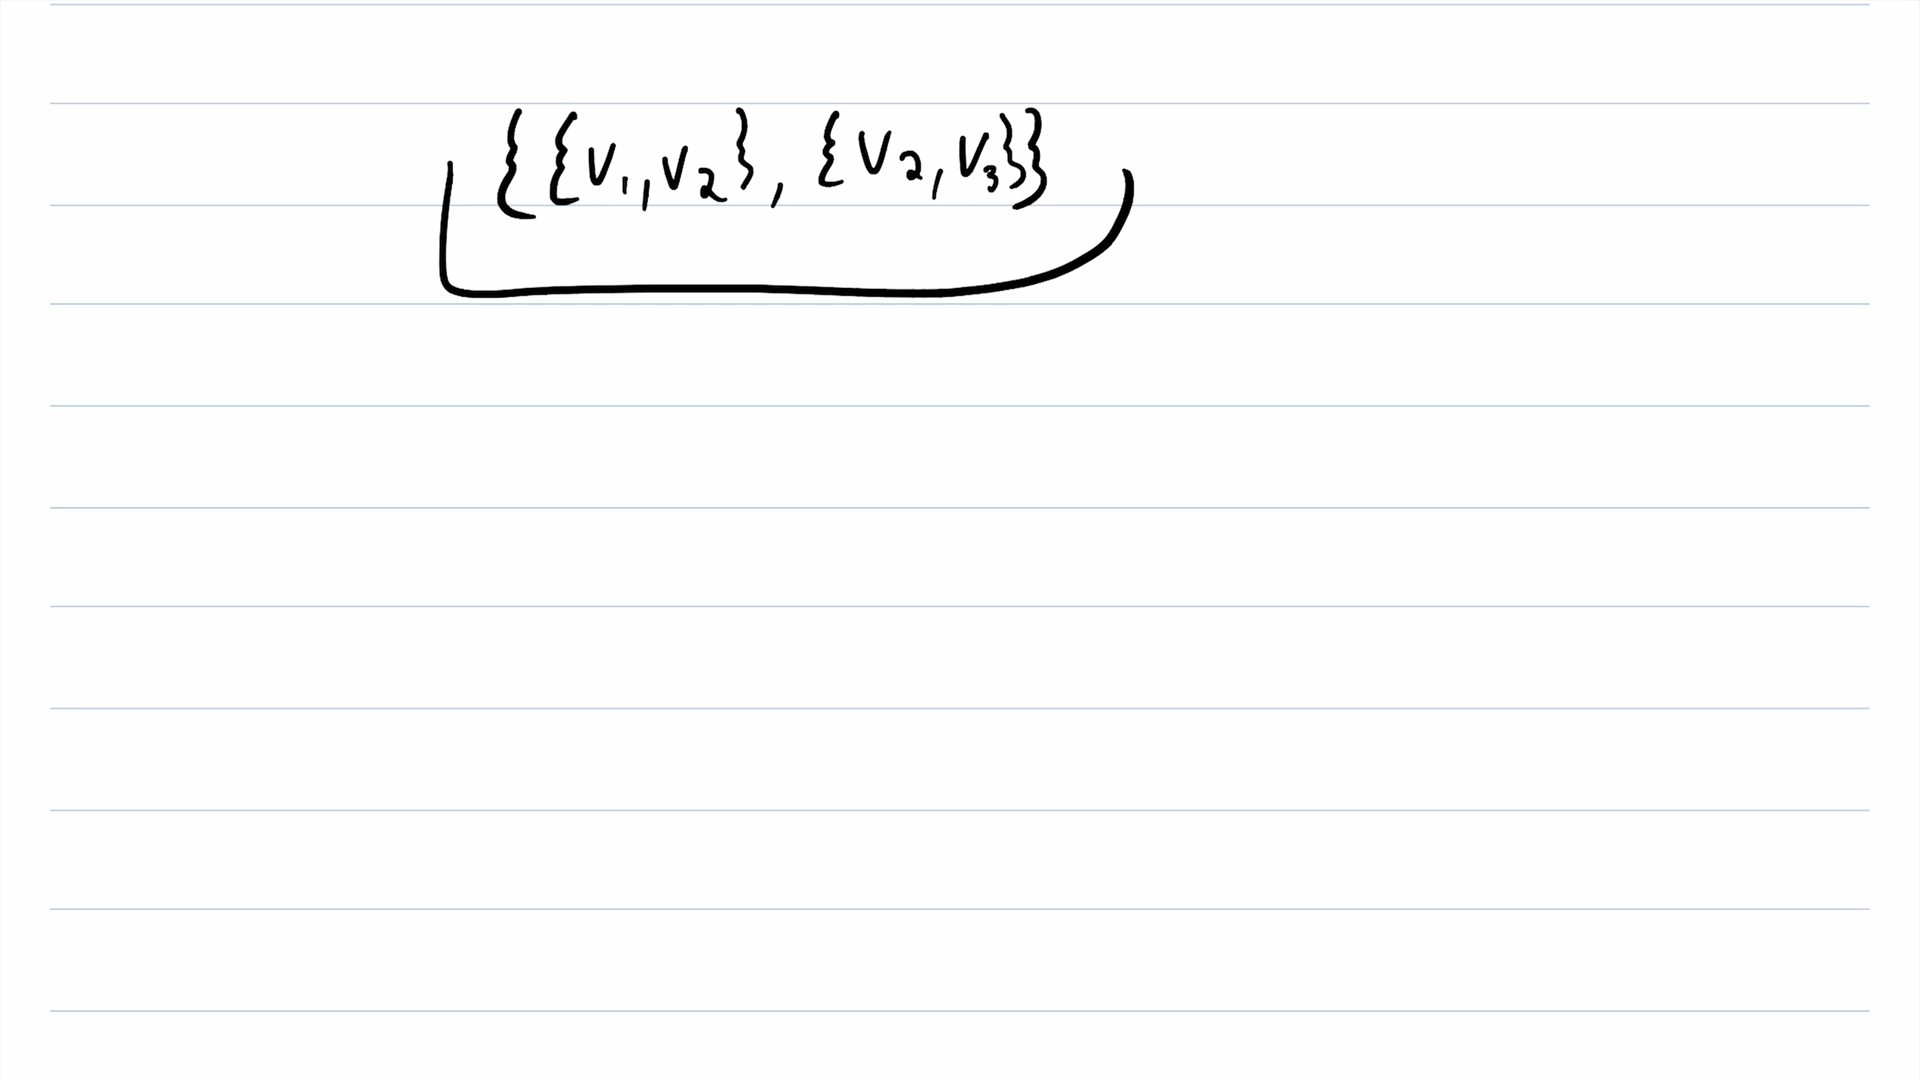 { {V₁, V₂}, {V₂, V₃}}